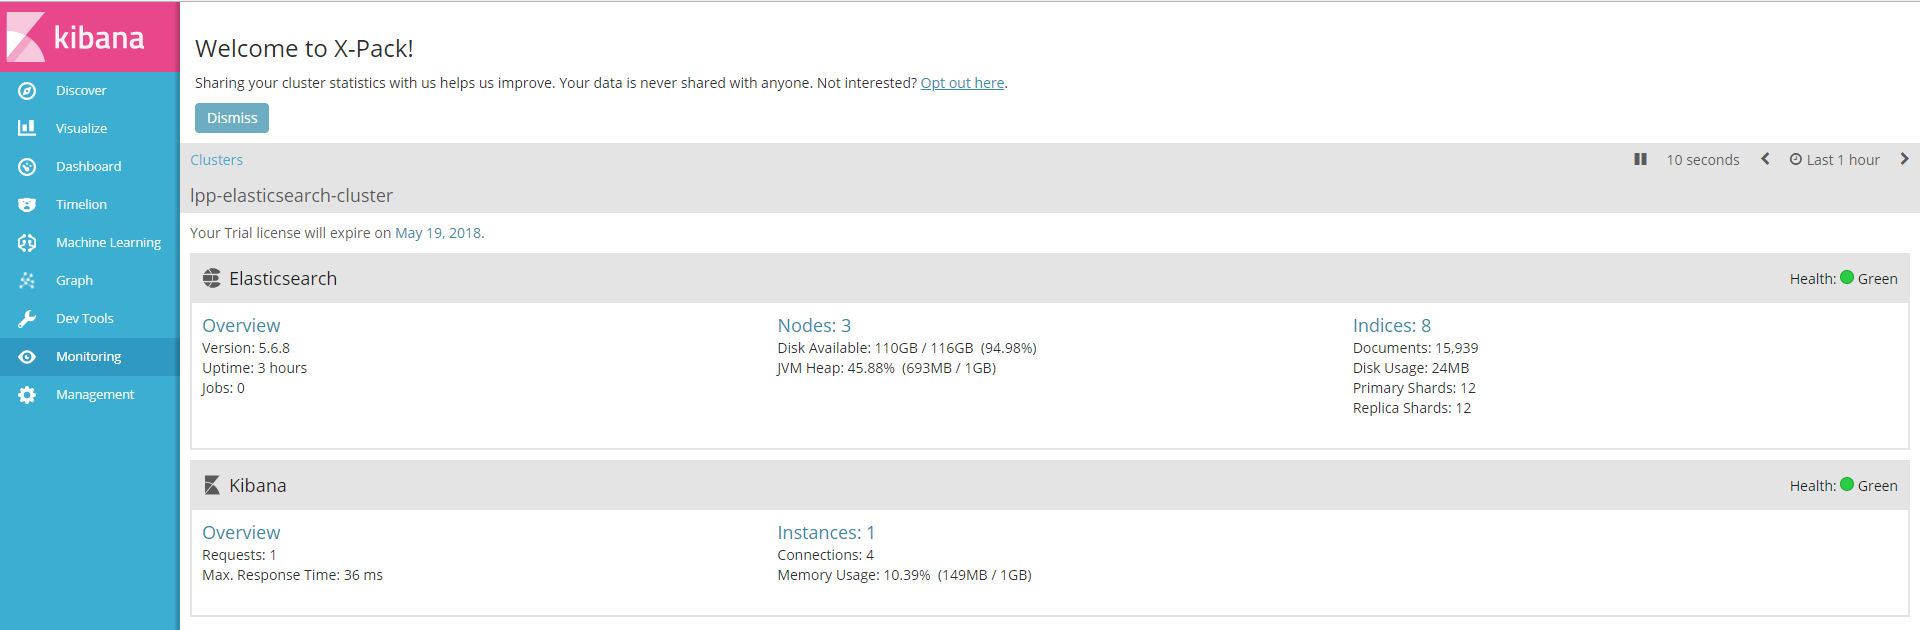 kibana
Discover
Visualize
Dashboard
Timelion
Machine Learning
Graph
Dev Tools
Monitoring
Management
Welcome to X-Pack!
Sharing your cluster statistics with us helps us improve. Your data is never shared with anyone. Not interested? Opt out here.
Dismiss
Clusters
10 seconds
Last 1 hour
lpp-elasticsearch-cluster
Your Trial license will expire on May 19, 2018.
Elasticsearch
Health: Green
Overview
Version: 5.6.8
Uptime: 3 hours
Jobs: 0
Nodes: 3
Disk Available: 110GB / 116GB (94.98%)
JVM Heap: 45.88% (693MB / 1GB)
Indices: 8
Documents: 15,939
Disk Usage: 24MB
Primary Shards: 12
Replica Shards: 12
Kibana
Health: Green
Overview
Requests: 1
Max. Response Time: 36 ms
Instances: 1
Connections: 4
Memory Usage: 10.39% (149MB / 1GB)